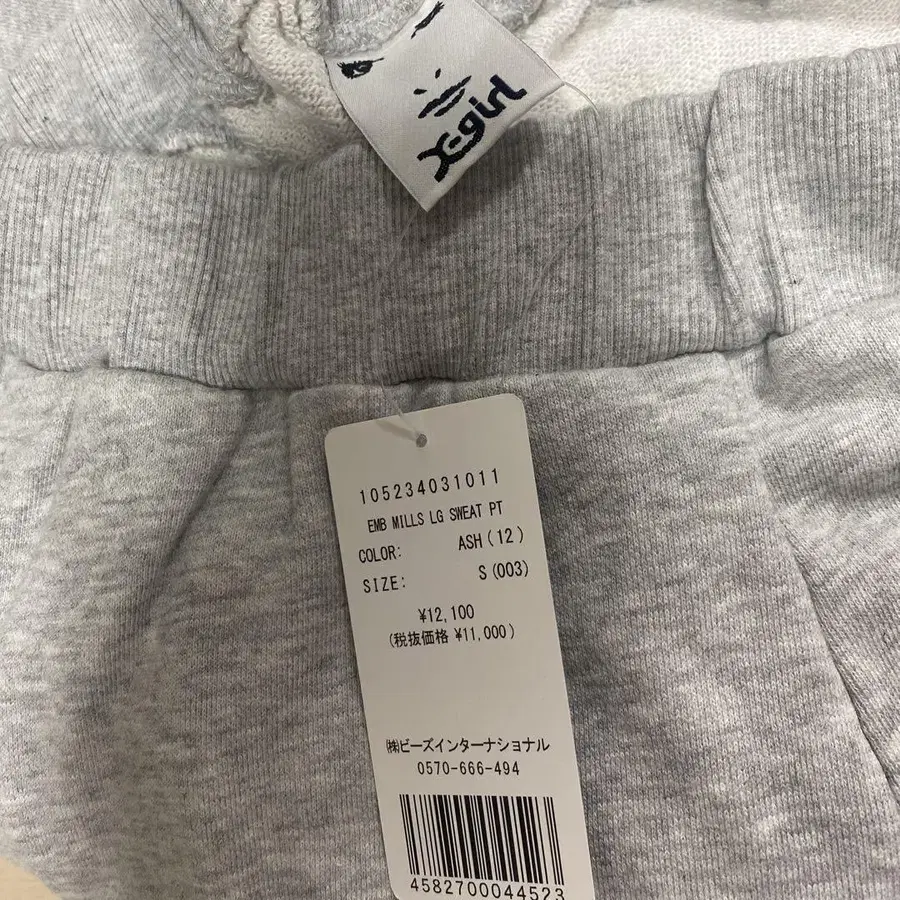 X-girl
105234031011
EMB MILLS LG SWEAT PT
COLOR: ASH(12)
SIZE: S(003)
¥12,100
(税抜価格 ¥11,000)
㈱ビーズインターナショナル
0570-666-494
4582700044523